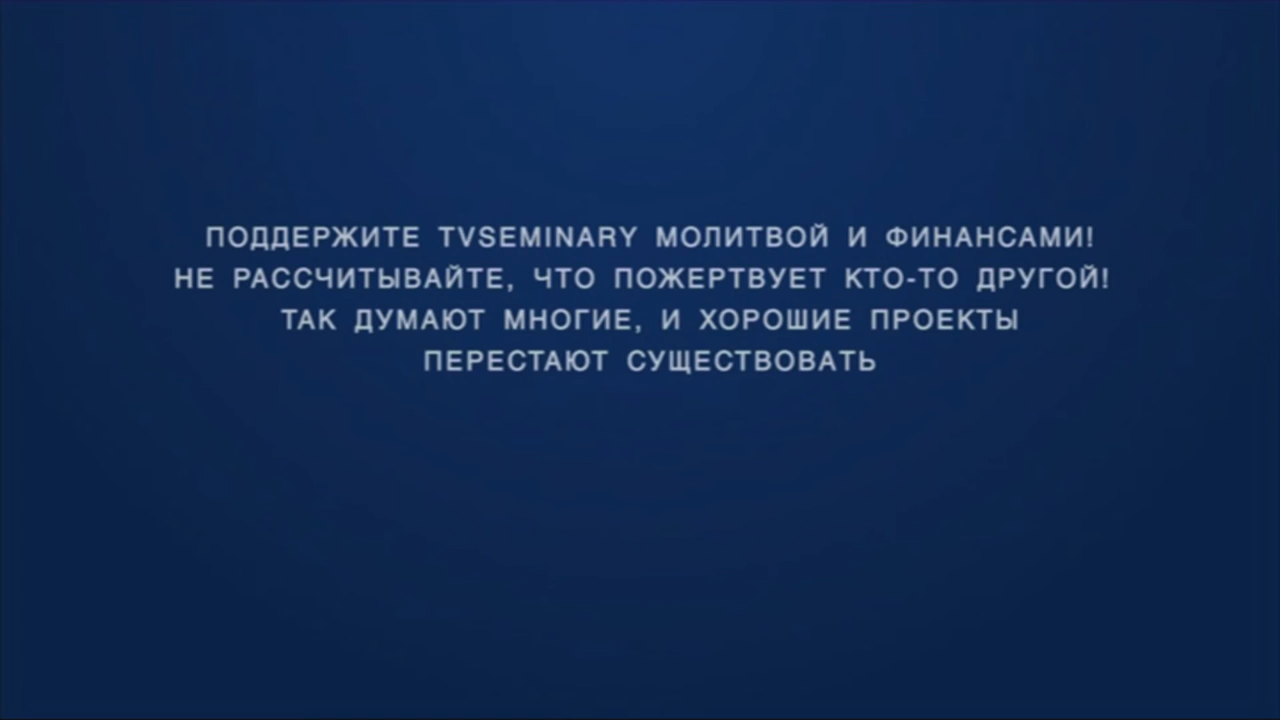 ПОДДЕРЖИТЕ TVSEMINARY МОЛИТВОЙ И ФИНАНСАМИ!
НЕ РАССЧИТЫВАЙТЕ, ЧТО ПОЖЕРТВУЕТ КТО-ТО ДРУГОЙ!
ТАК ДУМАЮТ МНОГИЕ, И ХОРОШИЕ ПРОЕКТЫ
ПЕРЕСТАЮТ СУЩЕСТВОВАТЬ